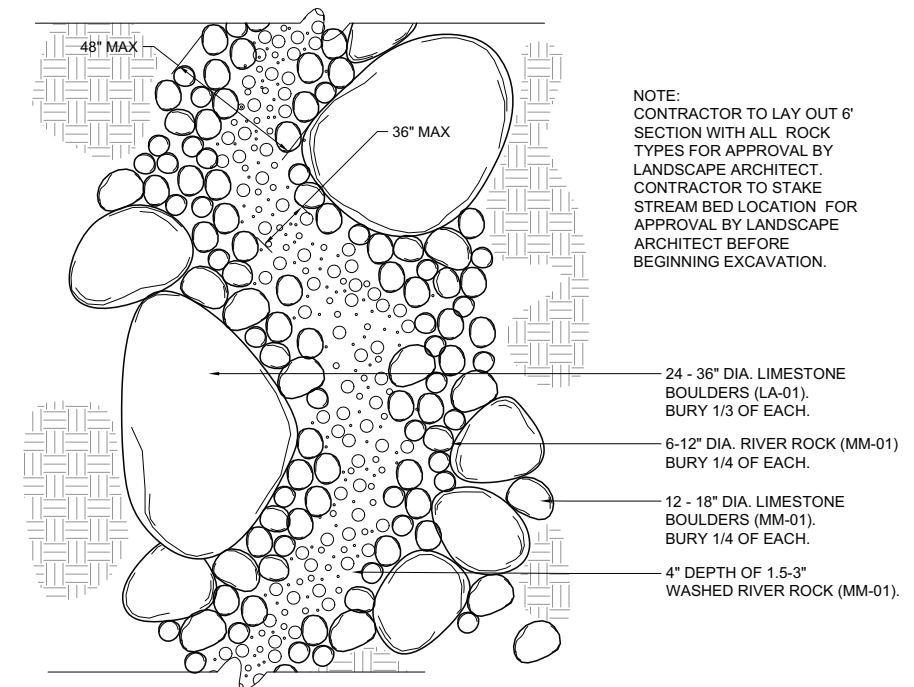 48" MAX
36" MAX
NOTE:
CONTRACTOR TO LAY OUT 6'
SECTION WITH ALL ROCK
TYPES FOR APPROVAL BY
LANDSCAPE ARCHITECT.
CONTRACTOR TO STAKE
STREAM BED LOCATION FOR
APPROVAL BY LANDSCAPE
ARCHITECT BEFORE
BEGINNING EXCAVATION.
24 - 36" DIA. LIMESTONE
BOULDERS (LA-01).
BURY 1/3 OF EACH.
6-12" DIA. RIVER ROCK (MM-01)
BURY 1/4 OF EACH.
12 - 18" DIA. LIMESTONE
BOULDERS (MM-01).
BURY 1/4 OF EACH.
4" DEPTH OF 1.5-3"
WASHED RIVER ROCK (MM-01).